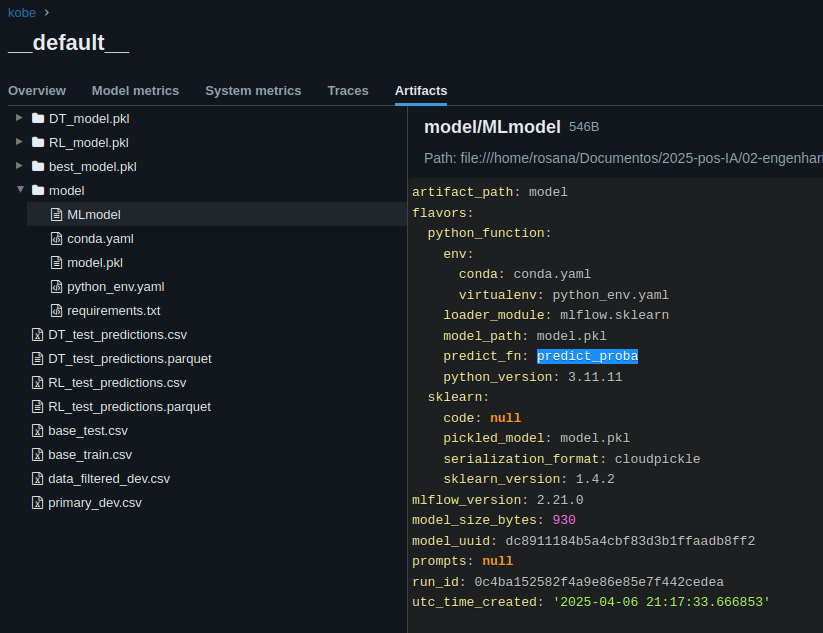 kobe ›
__default__
Overview Model metrics System metrics Traces Artifacts
DT_model.pkl
RL_model.pkl
best_model.pkl
model
MLmodel
conda.yaml
model.pkl
python_env.yaml
requirements.txt
DT_test_predictions.csv
DT_test_predictions.parquet
RL_test_predictions.csv
RL_test_predictions.parquet
base_test.csv
base_train.csv
data_filtered_dev.csv
primary_dev.csv
model/MLmodel 546B
Path: file:///home/rosana/Documentos/2025-pos-IA/02-engenhari
artifact_path: model
flavors:
  python_function:
    env:
      conda: conda.yaml
      virtualenv: python_env.yaml
    loader_module: mlflow.sklearn
    model_path: model.pkl
    predict_fn: predict_proba
    python_version: 3.11.11
  sklearn:
    code: null
    pickled_model: model.pkl
    serialization_format: cloudpickle
    sklearn_version: 1.4.2
mlflow_version: 2.21.0
model_size_bytes: 930
model_uuid: dc8911184b5a4cbf83d3b1ffaadb8ff2
prompts: null
run_id: 0c4ba152582f4a9e86e85e7f442cedea
utc_time_created: '2025-04-06 21:17:33.666853'